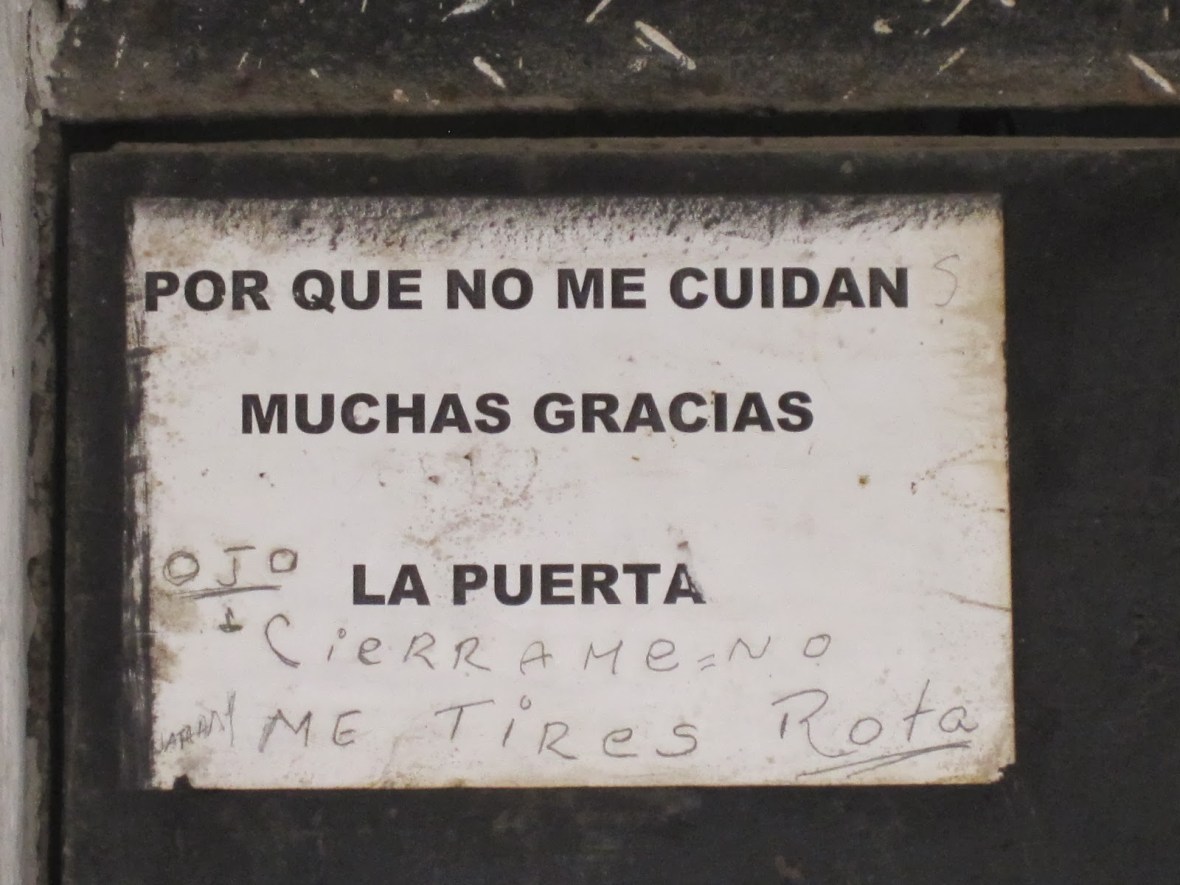 POR QUE NO ME CUIDAN S
MUCHAS GRACIAS
OJO LA PUERTA
CieRRAMe=NO
ME TiRes Rota